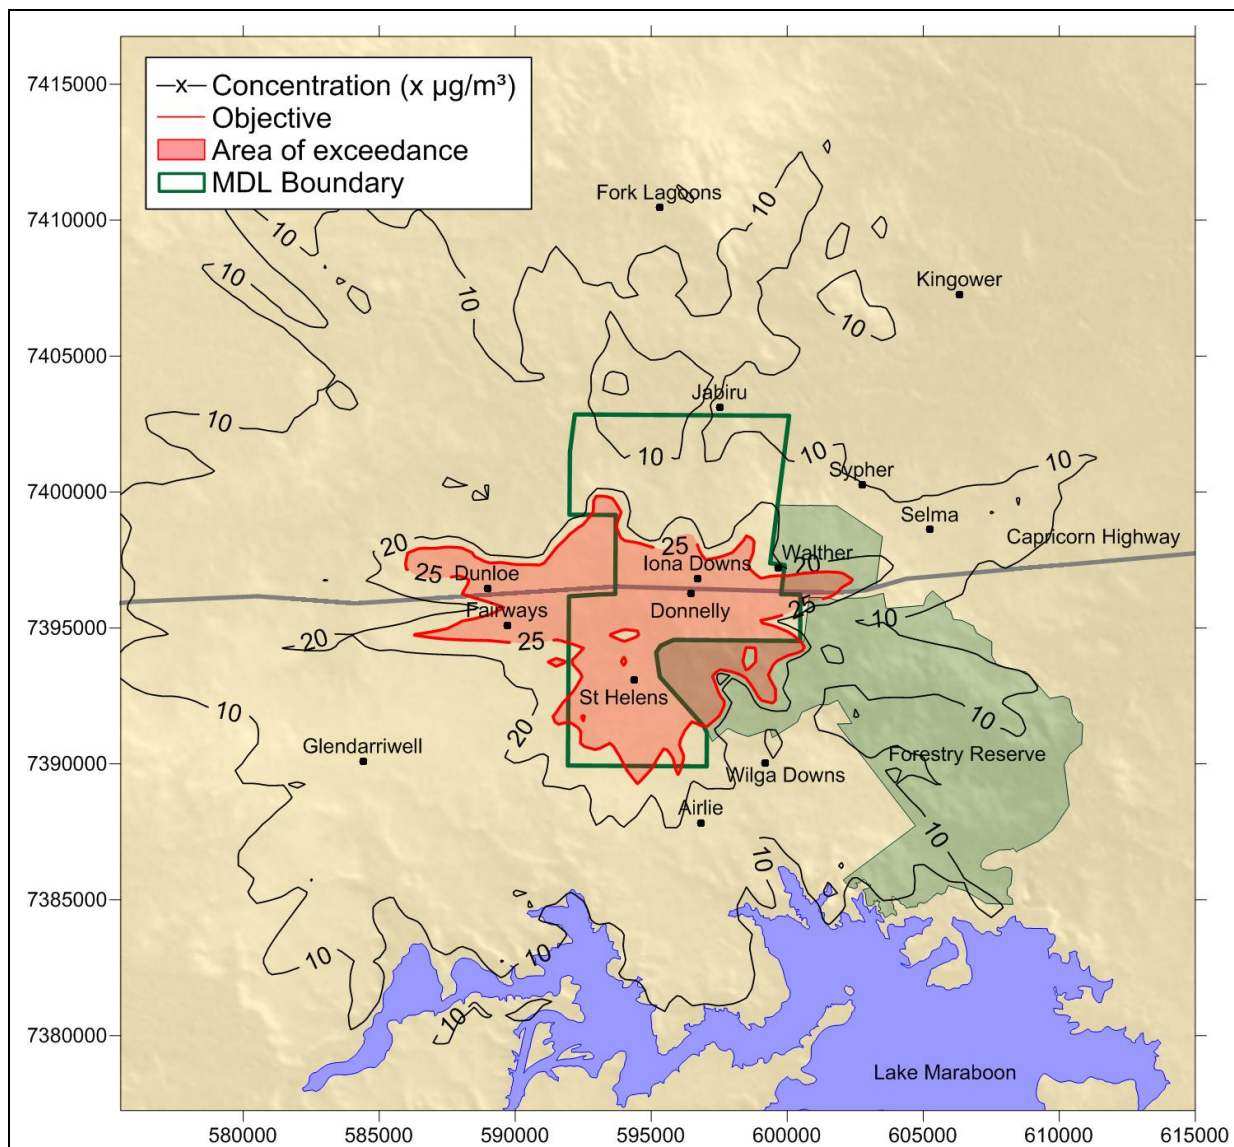 7415000
—x— Concentration (x µg/m³)
Objective
Area of exceedance
MDL Boundary
Fork Lagoons
10
7410000
10
10
Kingower
10
10
7405000
Jabiru
10
10
10
10
Sypher
7400000
Selma
Capricorn Highway
20
25
Walther
20
Iona Downs
25
Dunloe
25
Fairways
Donnelly
7395000
20
25
10
St Helens
10
10
20
Glendarriwell
Forestry Reserve
7390000
Wilga Downs
Airlie
10
10
7385000
10
10
10
7380000
Lake Maraboon
580000
585000
590000
595000
600000
605000
610000
615000